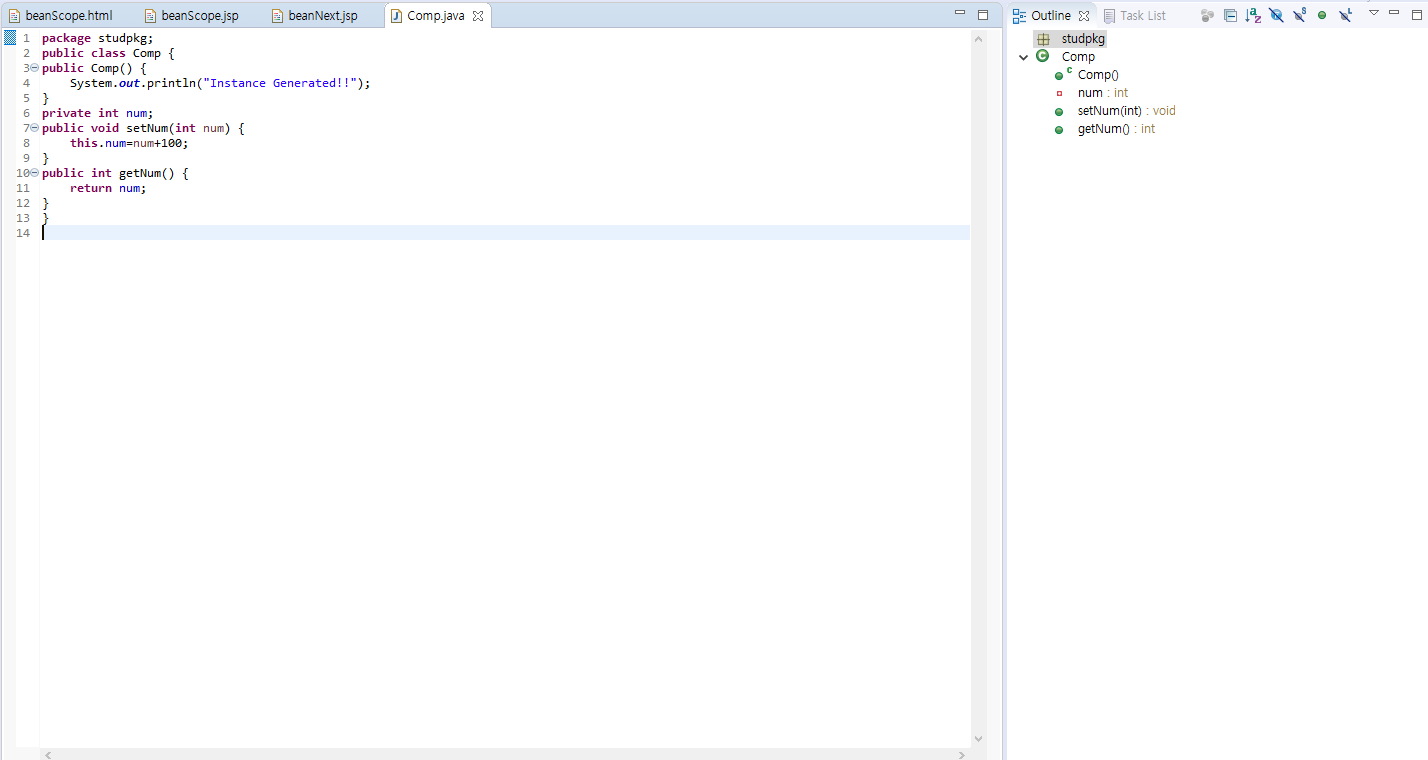 beanScope.html beanScope.jsp beanNext.jsp Comp.java
1 package studpkg;
2 public class Comp {
3 public Comp() {
4 System.out.println("Instance Generated!!");
5 }
6 private int num;
7 public void setNum(int num) {
8 this.num=num+100;
9 }
10 public int getNum() {
11 return num;
12 }
13 }
14
Outline Task List
studpkg
Comp
Comp()
num : int
setNum(int) : void
getNum() : int